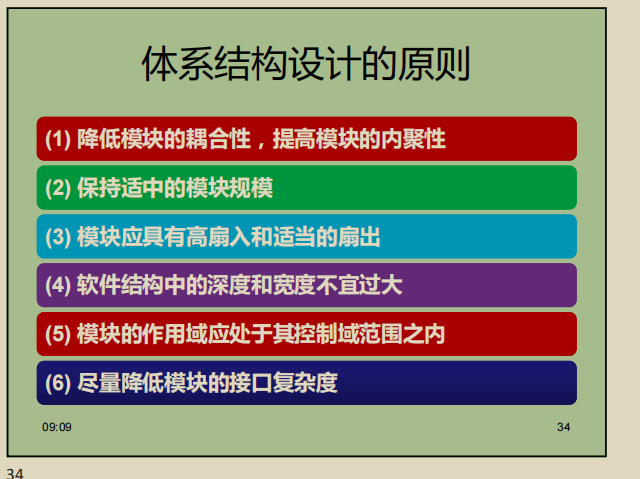 体系结构设计的原则
(1) 降低模块的耦合性，提高模块的内聚性
(2) 保持适中的模块规模
(3) 模块应具有高扇入和适当的扇出
(4) 软件结构中的深度和宽度不宜过大
(5) 模块的作用域应处于其控制域范围之内
(6) 尽量降低模块的接口复杂度
09:09 34
34